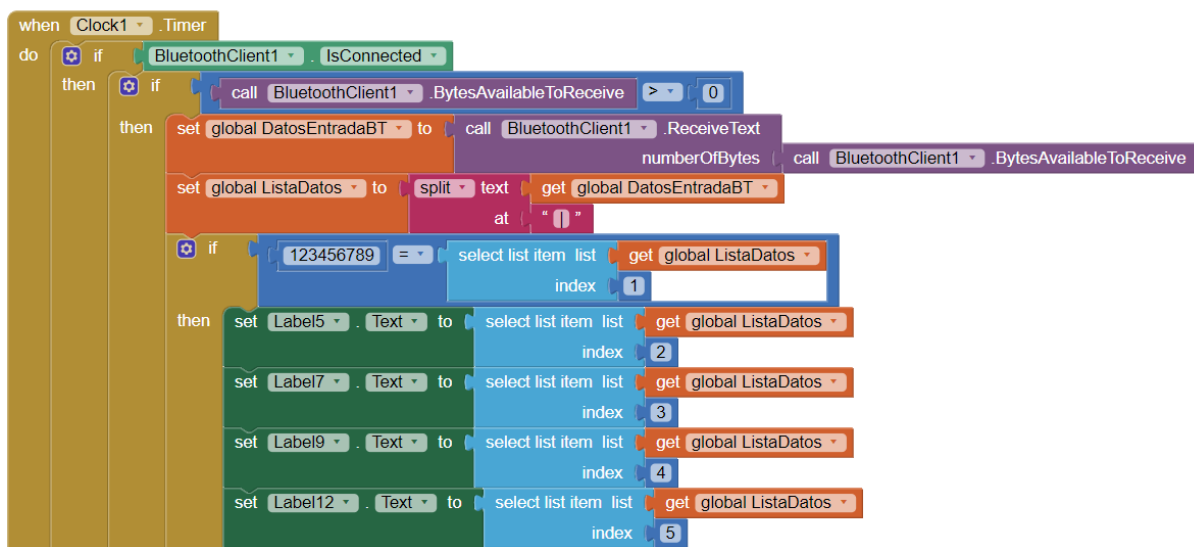 when Clock1 .Timer
do if BluetoothClient1 . IsConnected
then if call BluetoothClient1 .BytesAvailableToReceive > 0
then set global DatosEntradaBT to call BluetoothClient1 .ReceiveText
numberOfBytes call BluetoothClient1 .BytesAvailableToReceive
set global ListaDatos to split text get global DatosEntradaBT
at “ | ”
if 123456789 = select list item list get global ListaDatos
index 1
then set Label5 . Text to select list item list get global ListaDatos
index 2
set Label7 . Text to select list item list get global ListaDatos
index 3
set Label9 . Text to select list item list get global ListaDatos
index 4
set Label12 . Text to select list item list get global ListaDatos
index 5